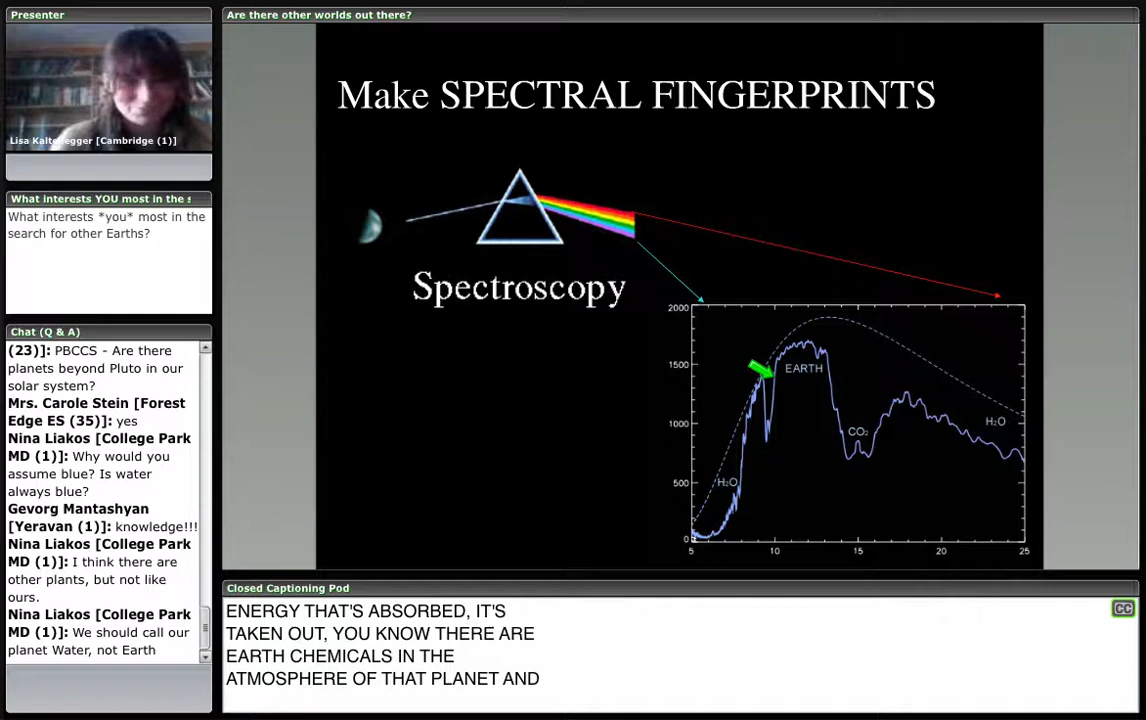 Presenter
Lisa Kaltenegger [Cambridge (1)]
What interests YOU most in the s
What interests *you* most in the
search for other Earths?
Chat (Q & A)
(23)]: PBCCS - Are there
planets beyond Pluto in our
solar system?
Mrs. Carole Stein [Forest
Edge ES (35)]: yes
Nina Liakos [College Park
MD (1)]: Why would you
assume blue? Is water
always blue?
Gevorg Mantashyan
[Yeravan (1)]: knowledge!!!
Nina Liakos [College Park
MD (1)]: I think there are
other plants, but not like
ours.
Nina Liakos [College Park
MD (1)]: We should call our
planet Water, not Earth
Are there other worlds out there?
Make SPECTRAL FINGERPRINTS
Spectroscopy
2000
1500
1000
500
0
5 10 15 20 25
EARTH
CO₂
H₂O
H₂O
Closed Captioning Pod
CC
ENERGY THAT'S ABSORBED, IT'S
TAKEN OUT, YOU KNOW THERE ARE
EARTH CHEMICALS IN THE
ATMOSPHERE OF THAT PLANET AND